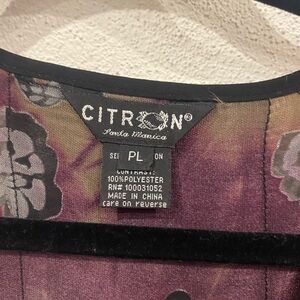 CITRON®
Santa Monica
PL
CONTRAST:
100%POLYESTER
RN# 100031052
MADE IN CHINA
care on reverse